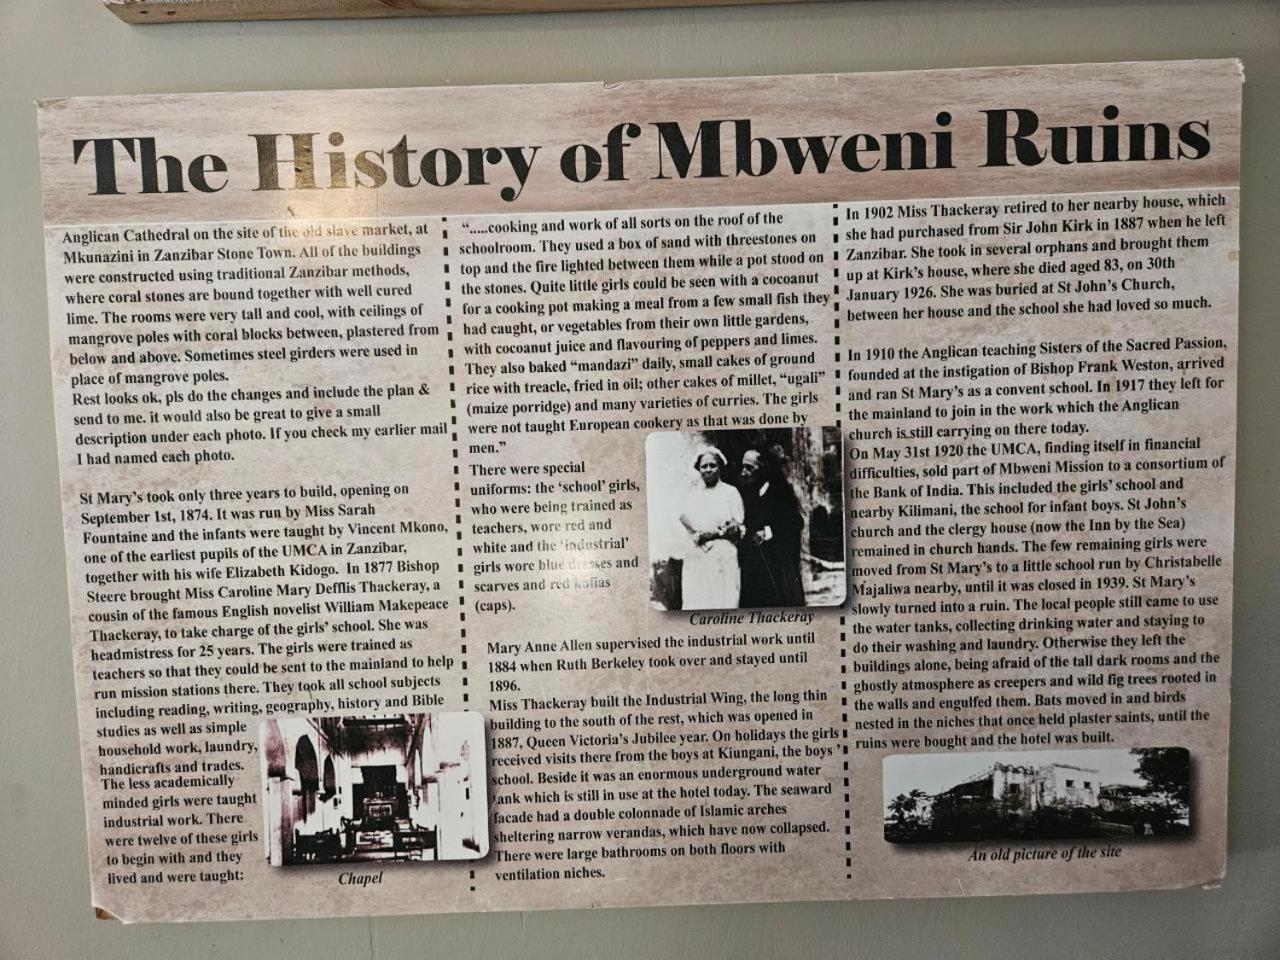 The History of Mbweni Ruins
Anglican Cathedral on the site of the old slave market, at
Mkunazini in Zanzibar Stone Town. All of the buildings
were constructed using traditional Zanzibar methods,
where coral stones are bound together with well cured
lime. The rooms were very tall and cool, with ceilings of
mangrove poles with coral blocks between, plastered from
below and above. Sometimes steel girders were used in
place of mangrove poles.
Rest looks ok, pls do the changes and include the plan &
send to me. it would also be great to give a small
description under each photo. If you check my earlier mail
I had named each photo.
St Mary's took only three years to build, opening on
September 1st, 1874. It was run by Miss Sarah
Fountaine and the infants were taught by Vincent Mkono,
one of the earliest pupils of the UMCA in Zanzibar,
together with his wife Elizabeth Kidogo. In 1877 Bishop
Steere brought Miss Caroline Mary Defflis Thackeray, a
cousin of the famous English novelist William Makepeace
Thackeray, to take charge of the girls' school. She was
headmistress for 25 years. The girls were trained as
teachers so that they could be sent to the mainland to help
run mission stations there. They took all school subjects
including reading, writing, geography, history and Bible
studies as well as simple
household work, laundry,
handicrafts and trades.
The less academically
minded girls were taught
industrial work. There
were twelve of these girls
to begin with and they
lived and were taught:
Chapel
".....cooking and work of all sorts on the roof of the
schoolroom. They used a box of sand with threestones on
top and the fire lighted between them while a pot stood on
the stones. Quite little girls could be seen with a cocoanut
for a cooking pot making a meal from a few small fish they
had caught, or vegetables from their own little gardens,
with cocoanut juice and flavouring of peppers and limes.
They also baked "mandazi" daily, small cakes of ground
rice with treacle, fried in oil; other cakes of millet, "ugali"
(maize porridge) and many varieties of curries. The girls
were not taught European cookery as that was done by
men."
There were special
uniforms: the 'school' girls,
who were being trained as
teachers, wore red and
white and the 'industrial'
girls wore blue dresses and
scarves and red kofias
(caps).
Caroline Thackeray
Mary Anne Allen supervised the industrial work until
1884 when Ruth Berkeley took over and stayed until
1896.
Miss Thackeray built the Industrial Wing, the long thin
building to the south of the rest, which was opened in
1887, Queen Victoria's Jubilee year. On holidays the girls
received visits there from the boys at Kiungani, the boys '
school. Beside it was an enormous underground water
tank which is still in use at the hotel today. The seaward
facade had a double colonnade of Islamic arches
sheltering narrow verandas, which have now collapsed.
There were large bathrooms on both floors with
ventilation niches.
In 1902 Miss Thackeray retired to her nearby house, which
she had purchased from Sir John Kirk in 1887 when he left
Zanzibar. She took in several orphans and brought them
up at Kirk's house, where she died aged 83, on 30th
January 1926. She was buried at St John's Church,
between her house and the school she had loved so much.
In 1910 the Anglican teaching Sisters of the Sacred Passion,
founded at the instigation of Bishop Frank Weston, arrived
and ran St Mary's as a convent school. In 1917 they left for
the mainland to join in the work which the Anglican
church is still carrying on there today.
On May 31st 1920 the UMCA, finding itself in financial
difficulties, sold part of Mbweni Mission to a consortium of
the Bank of India. This included the girls' school and
nearby Kilimani, the school for infant boys. St John's
church and the clergy house (now the Inn by the Sea)
remained in church hands. The few remaining girls were
moved from St Mary's to a little school run by Christabelle
Majaliwa nearby, until it was closed in 1939. St Mary's
slowly turned into a ruin. The local people still came to use
the water tanks, collecting drinking water and staying to
do their washing and laundry. Otherwise they left the
buildings alone, being afraid of the tall dark rooms and the
ghostly atmosphere as creepers and wild fig trees rooted in
the walls and engulfed them. Bats moved in and birds
nested in the niches that once held plaster saints, until the
ruins were bought and the hotel was built.
An old picture of the site